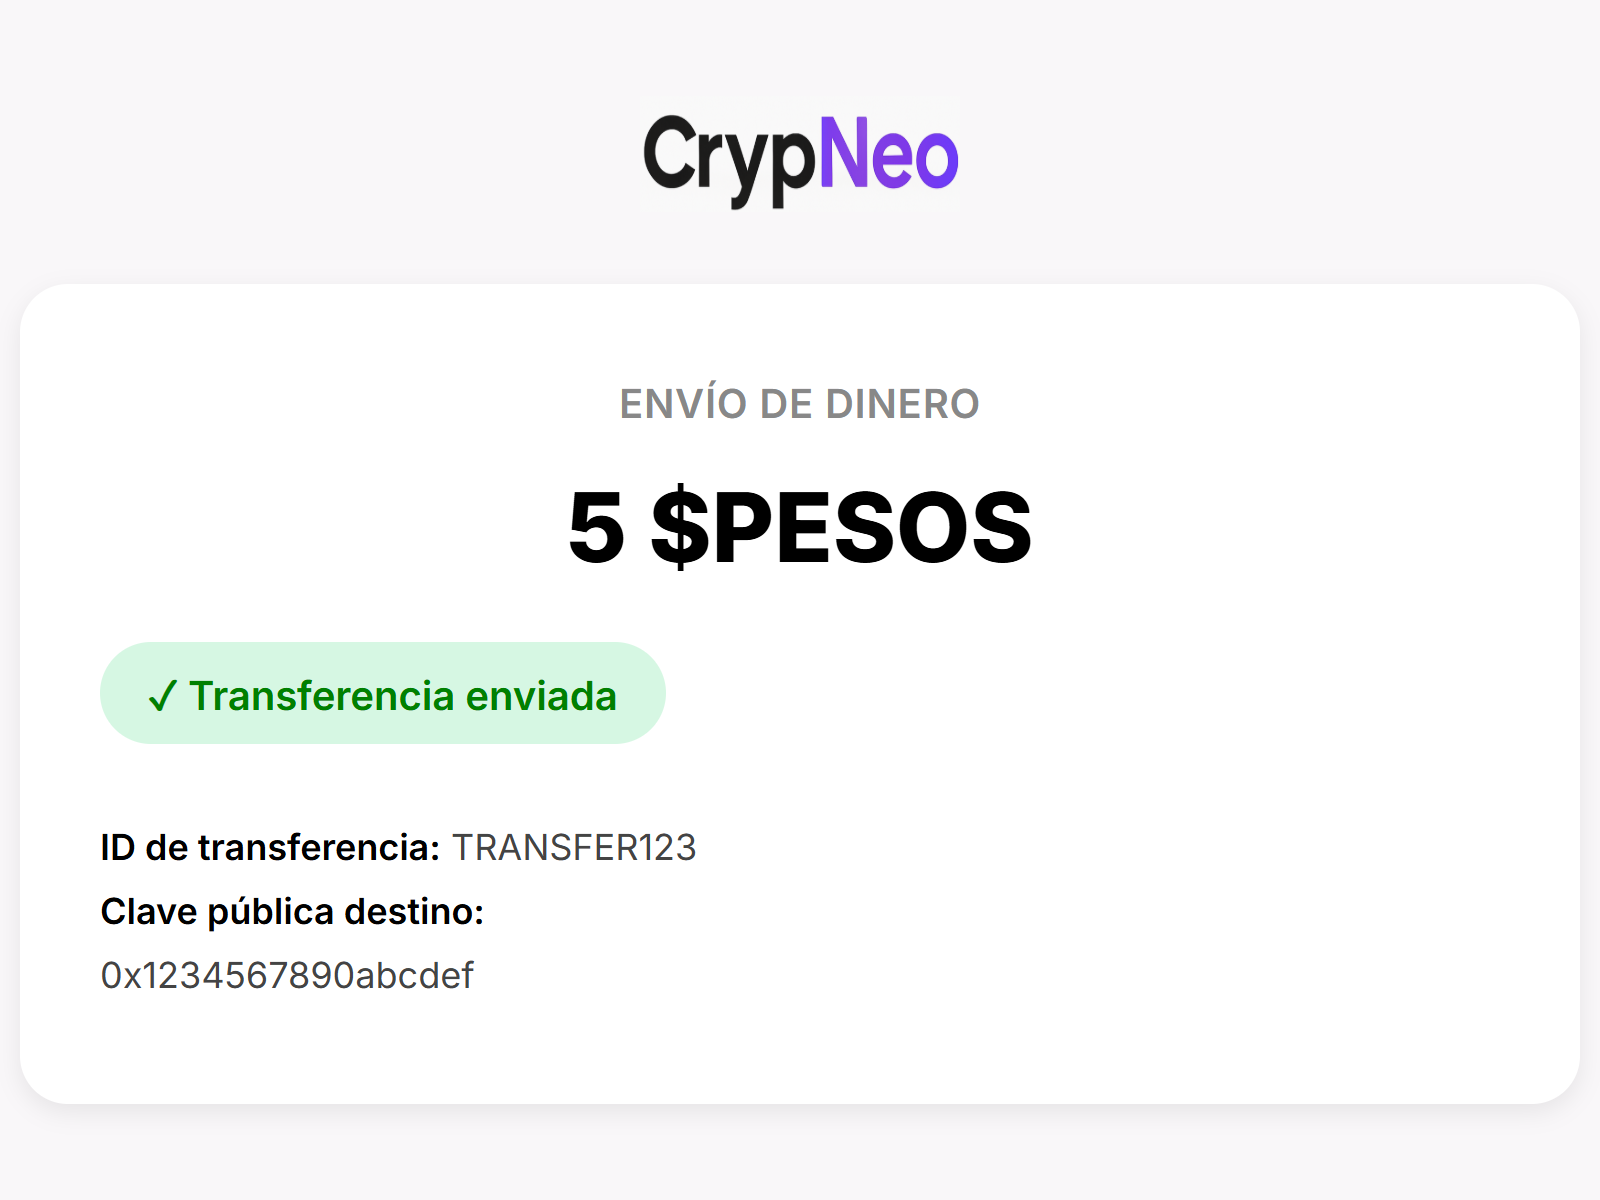 CrypNeo
ENVÍO DE DINERO
5 $PESOS
✓ Transferencia enviada
ID de transferencia: TRANSFER123
Clave pública destino:
0x1234567890abcdef